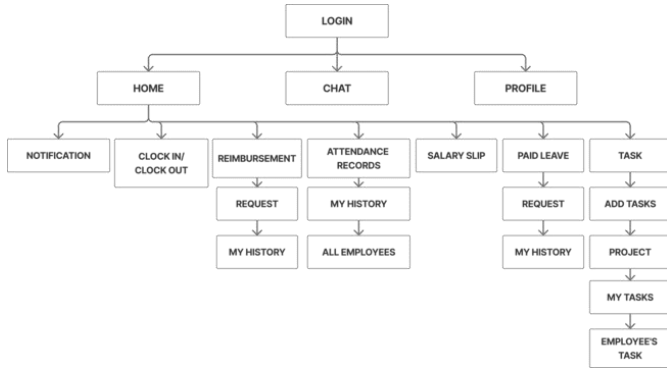 LOGIN
HOME
CHAT
PROFILE
NOTIFICATION
CLOCK IN/
CLOCK OUT
REIMBURSEMENT
ATTENDANCE
RECORDS
SALARY SLIP
PAID LEAVE
TASK
REQUEST
MY HISTORY
REQUEST
ADD TASKS
MY HISTORY
ALL EMPLOYEES
MY HISTORY
PROJECT
MY TASKS
EMPLOYEE'S
TASK